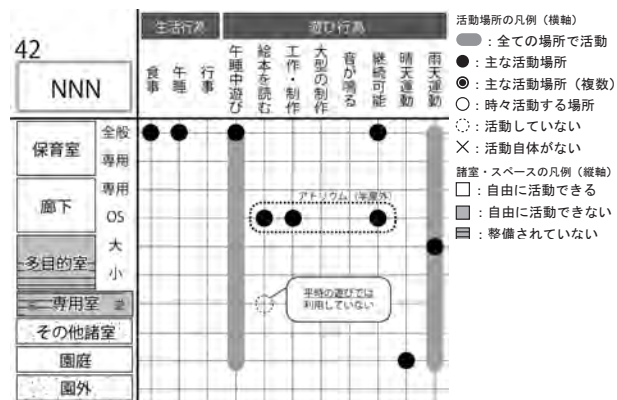 42
NNN
生活行為
遊び行為
食事
午睡
行事
午睡中遊び
絵本を読む
工作・制作
大型の制作
音が鳴る
継続可能
晴天運動
雨天運動
保育室
全般
専用
廊下
専用
OS
多目的室
大
小
専用室
その他諸室
園庭
園外
アトリウム（半屋外）
平時の遊びでは
利用していない
活動場所の凡例（横軸）
：全ての場所で活動
：主な活動場所
：主な活動場所（複数）
：時々活動する場所
：活動していない
：活動自体がない
諸室・スペースの凡例（縦軸）
：自由に活動できる
：自由に活動できない
：整備されていない